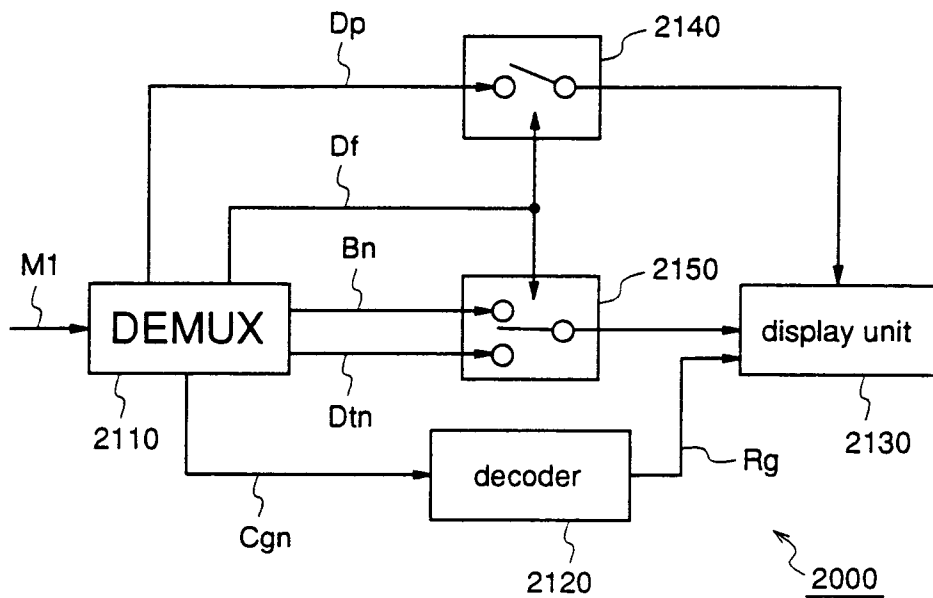 Dp
2140
Df
M1
Bn
2150
DEMUX
display unit
Dtn
2110
2130
decoder
Rg
Cgn
2120
2000